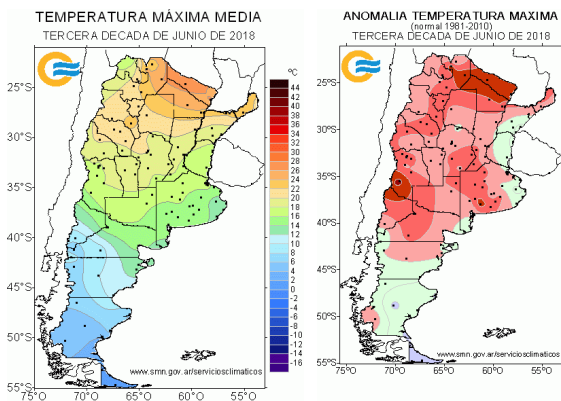 TEMPERATURA MÁXIMA MEDIA
TERCERA DECADA DE JUNIO DE 2018
25°S
30°S
35°S
40°S
45°S
50°S
55°S
75°O
70°O
65°O
60°O
55°O
www.smn.gov.ar/serviciosclimaticos
ºC
44
42
40
38
36
34
32
30
28
26
24
22
20
18
16
14
12
10
8
6
4
2
0
-2
-4
-6
-8
-10
-12
-14
-16
ANOMALIA TEMPERATURA MAXIMA
(normal 1981-2010)
TERCERA DECADA DE JUNIO DE 2018
25°S
30°S
35°S
40°S
45°S
50°S
55°S
75°O
70°O
65°O
60°O
55°O
www.smn.gov.ar/serviciosclimaticos